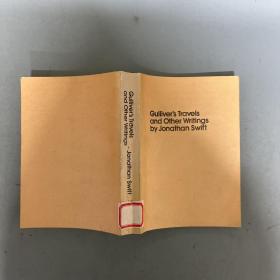 Gulliver's Travels
and Other Writings - Jonathan Swift
Gulliver's Travels
and Other Writings
by Jonathan Swift